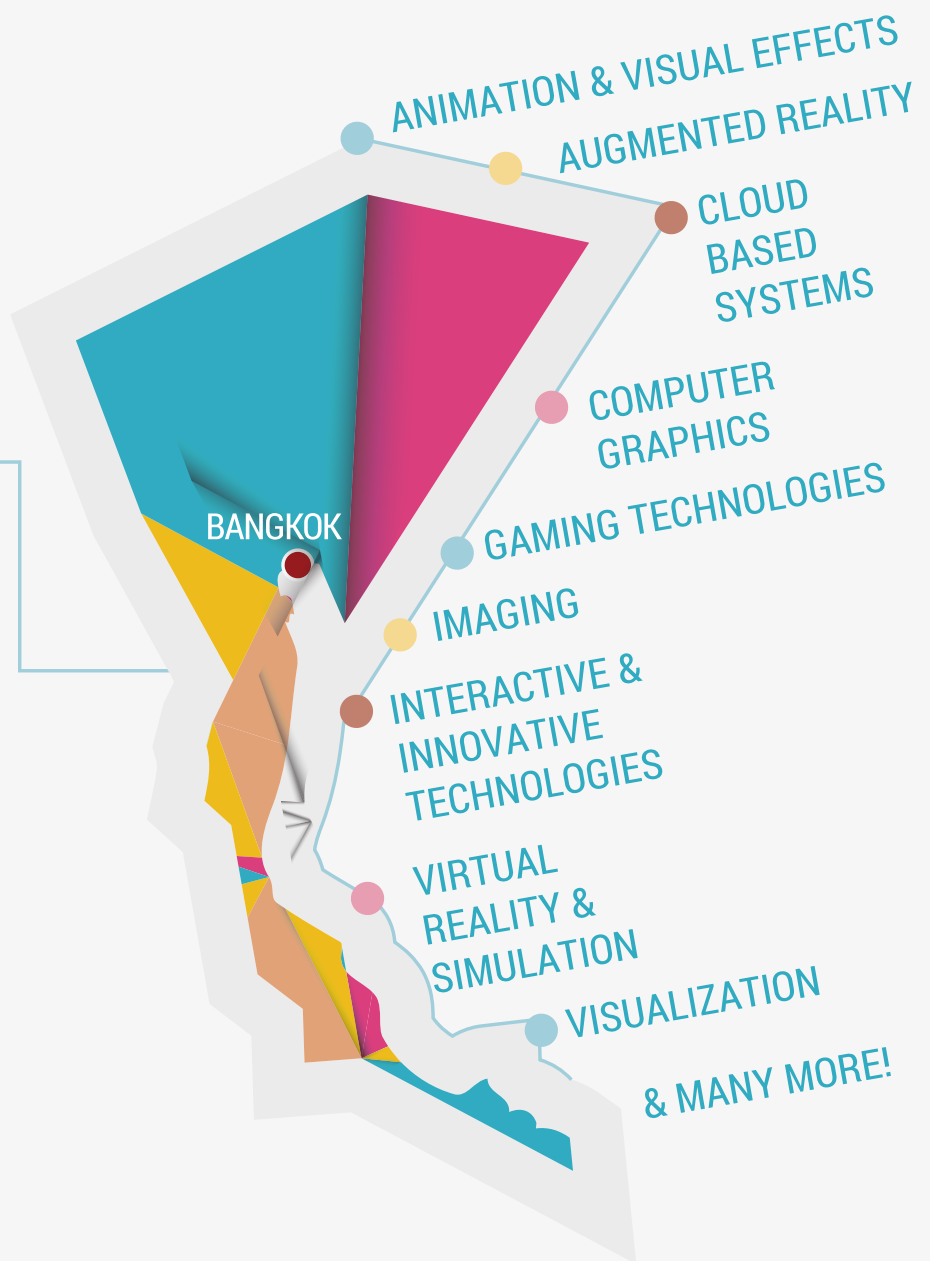 ANIMATION & VISUAL EFFECTS
AUGMENTED REALITY
CLOUD
BASED
SYSTEMS
COMPUTER
GRAPHICS
GAMING TECHNOLOGIES
BANGKOK
IMAGING
INTERACTIVE &
INNOVATIVE
TECHNOLOGIES
VIRTUAL
REALITY &
SIMULATION
VISUALIZATION
& MANY MORE!